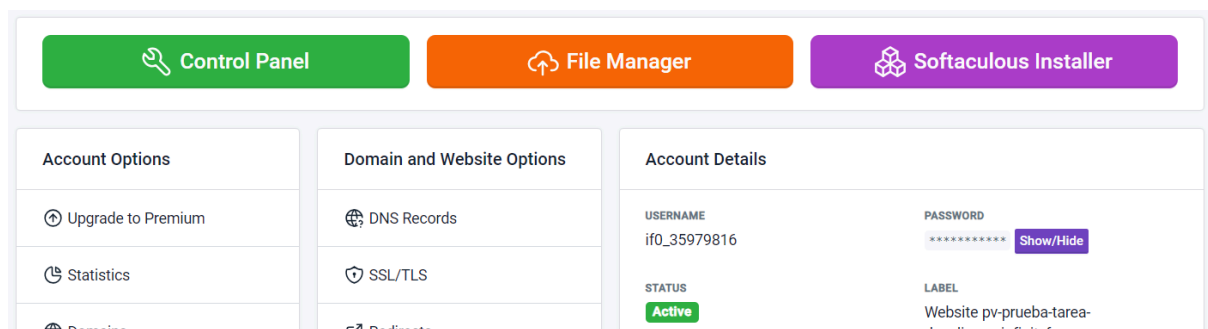 Control Panel
File Manager
Softaculous Installer
Account Options
Upgrade to Premium
Statistics
Domain and Website Options
DNS Records
SSL/TLS
Account Details
USERNAME
if0_35979816
PASSWORD
*********** Show/Hide
STATUS
Active
LABEL
Website pv-prueba-tarea-